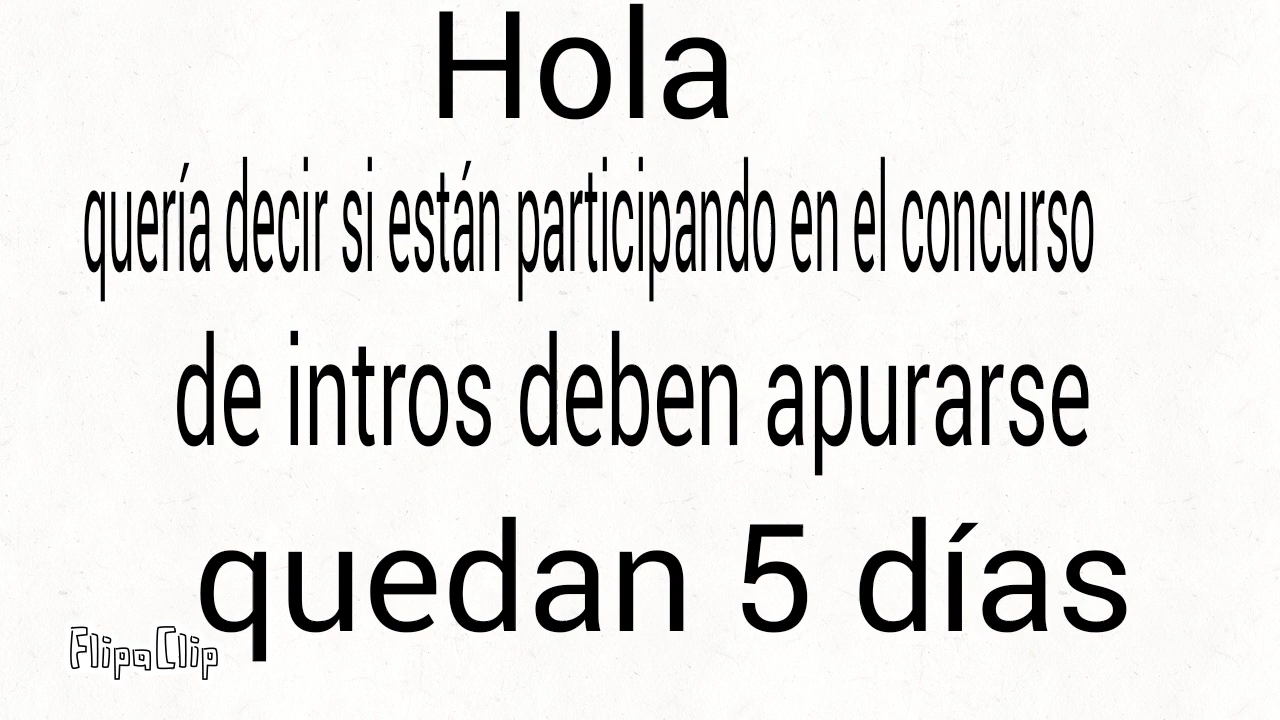 Hola
quería decir si están participando en el concurso
de intros deben apurarse
quedan 5 días
FlipaClip